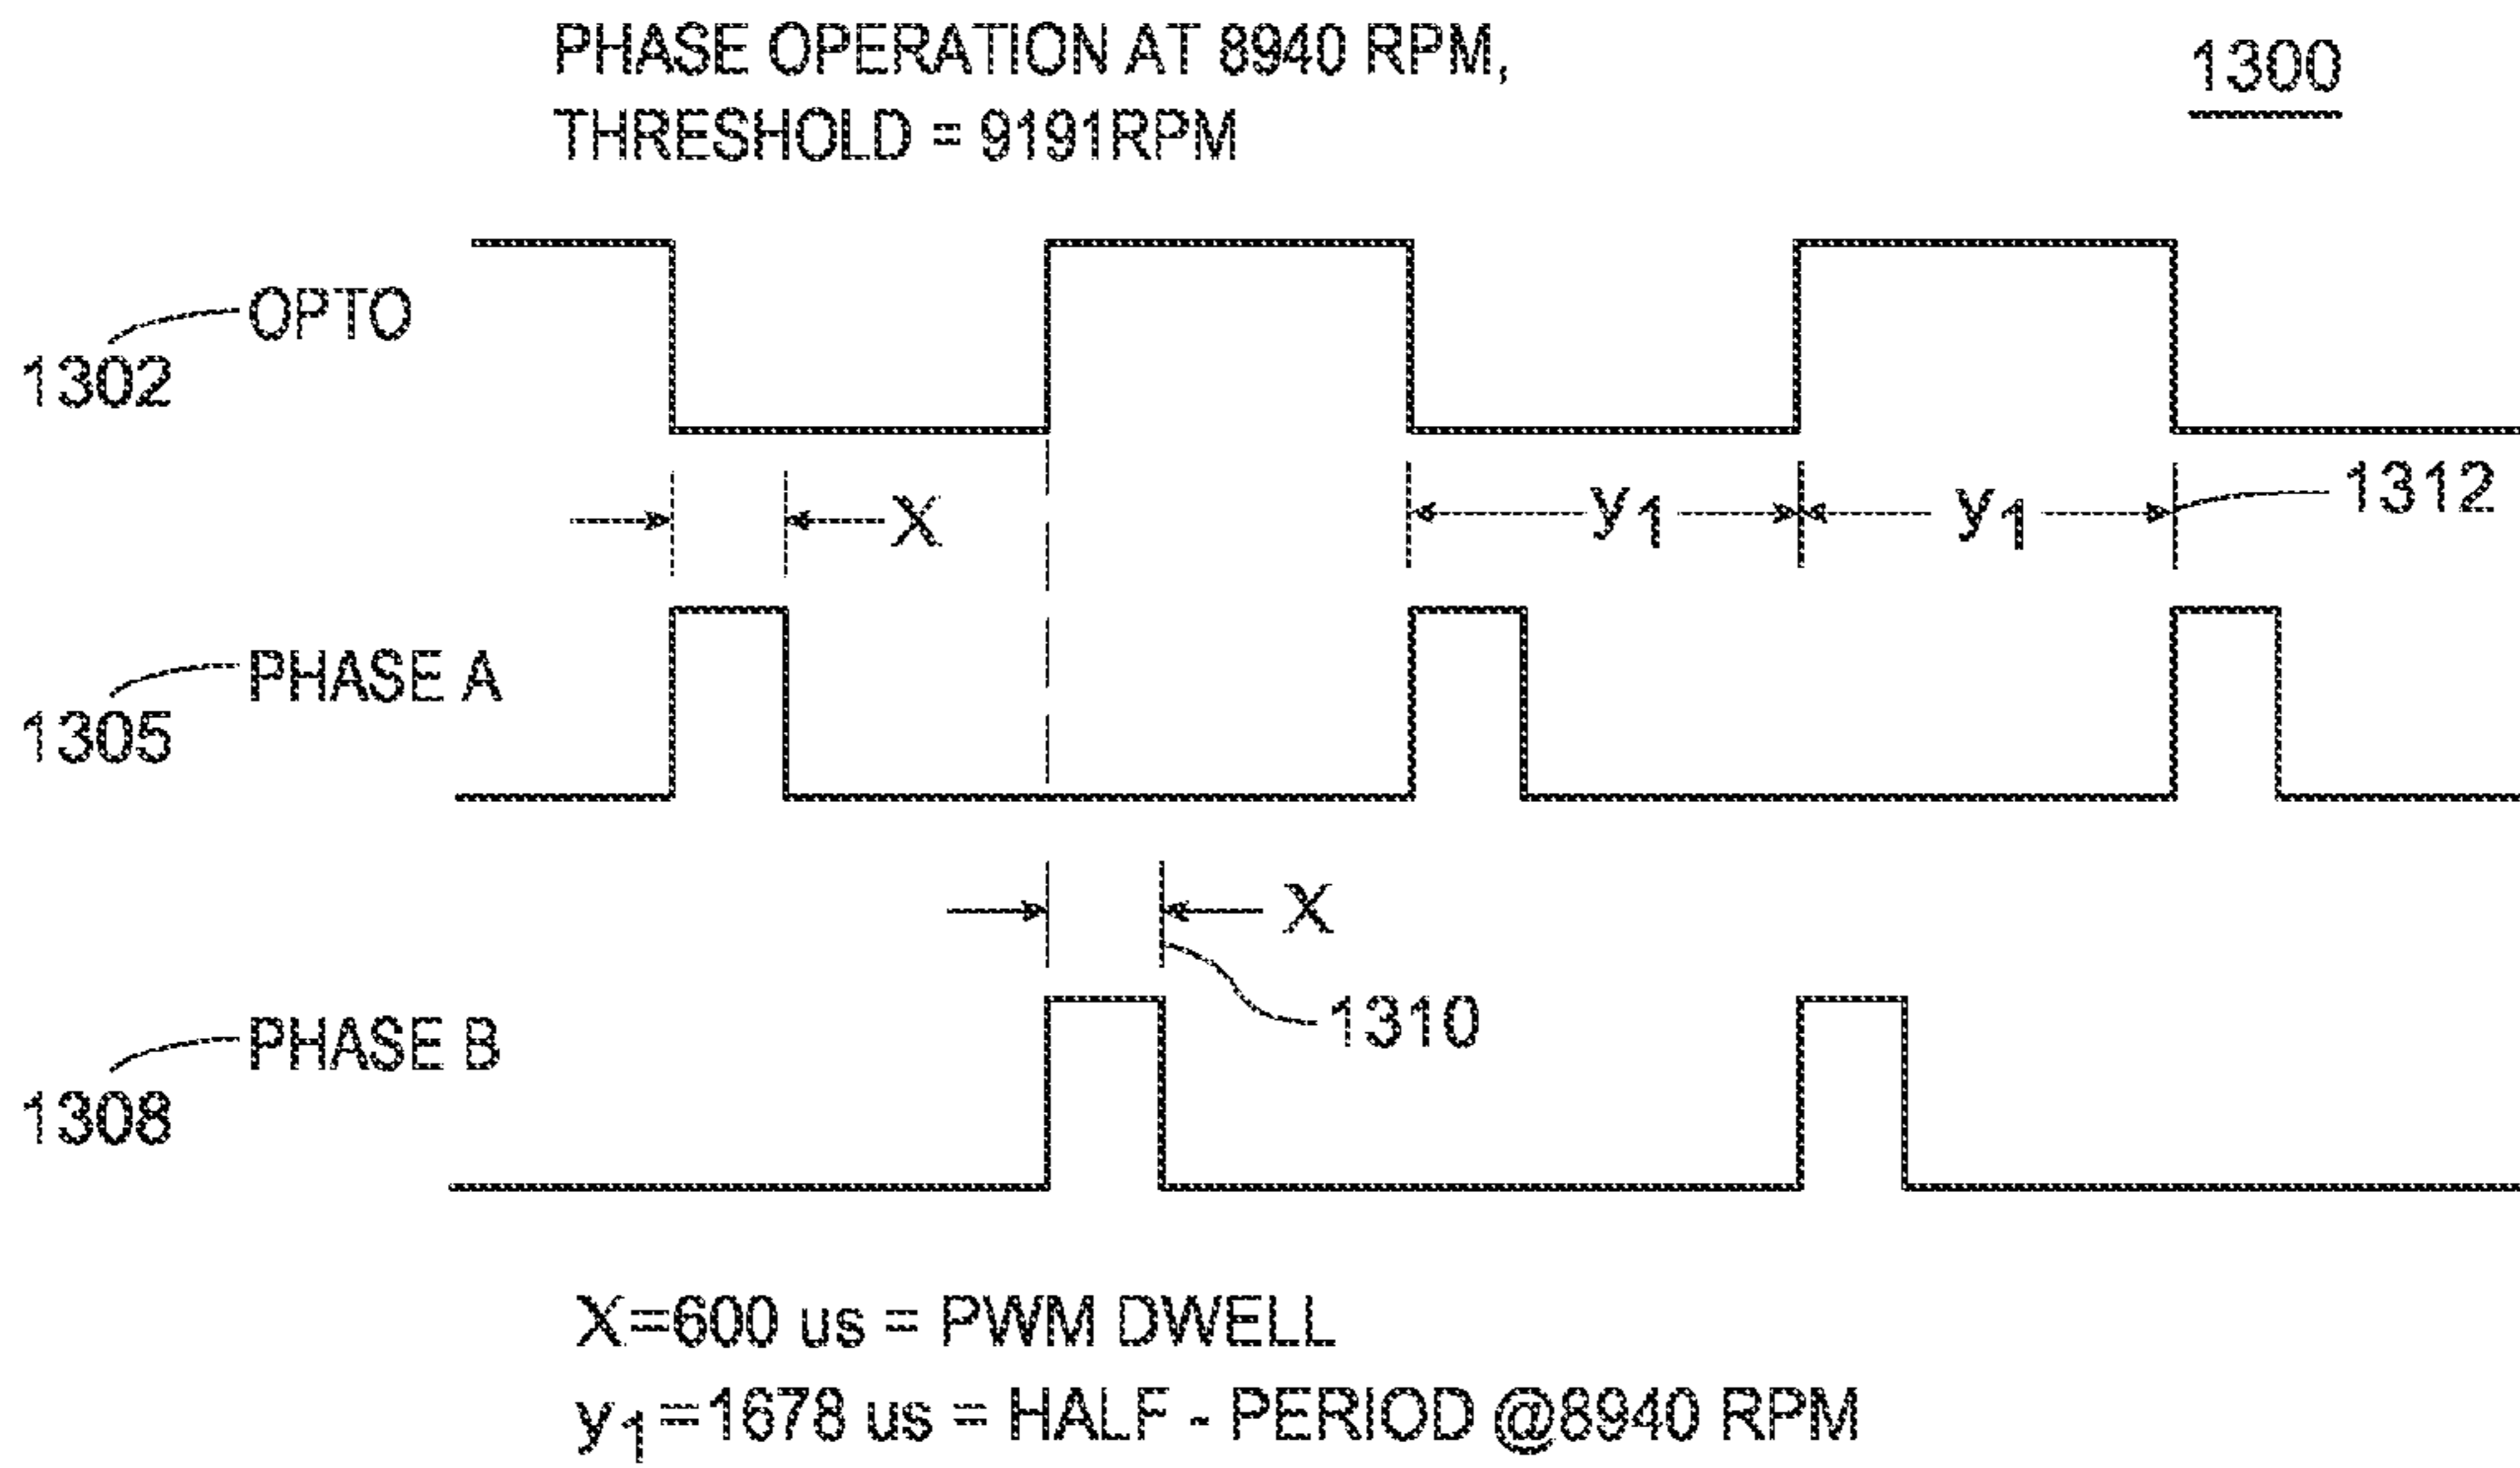 PHASE OPERATION AT 8940 RPM,
THRESHOLD = 9191RPM
1300
OPTO
1302
X
y1
y1
1312
PHASE A
1305
X
1310
PHASE B
1308
X=600 us = PWM DWELL
y1=1678 us = HALF - PERIOD @8940 RPM